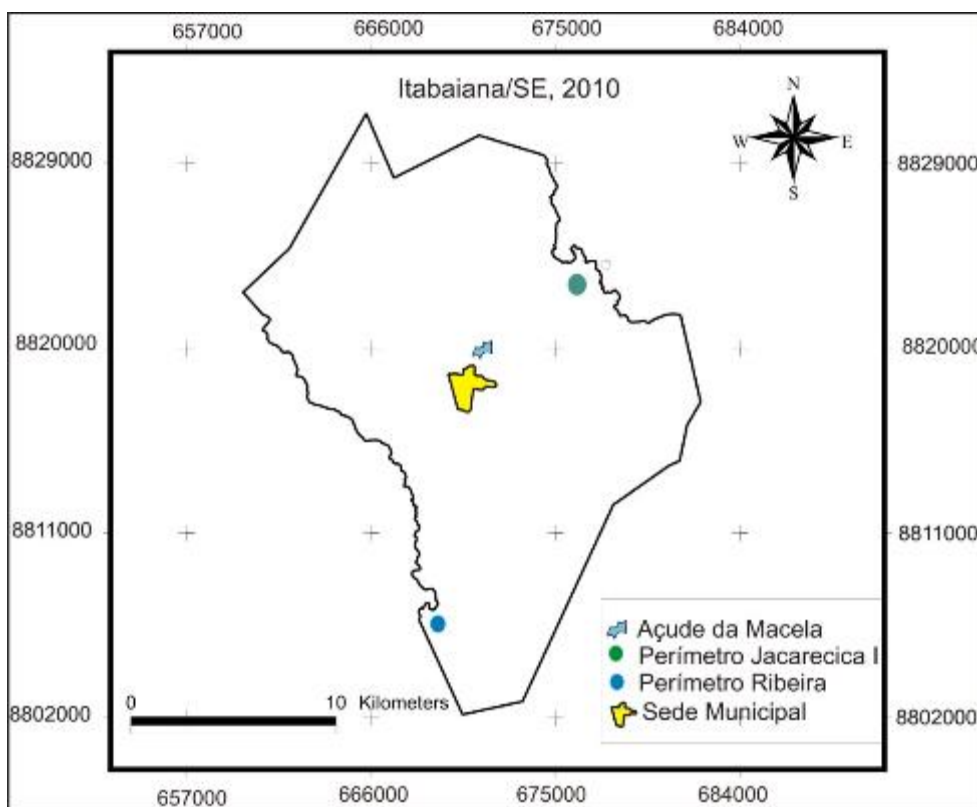 657000 666000 675000 684000
Itabaiana/SE, 2010
N
W E
S
8829000 8829000
8820000 8820000
8811000 8811000
Açude da Macela
Perímetro Jacarecica I
Perímetro Ribeira
0 10 Kilometers
Sede Municipal
8802000 8802000
657000 666000 675000 684000